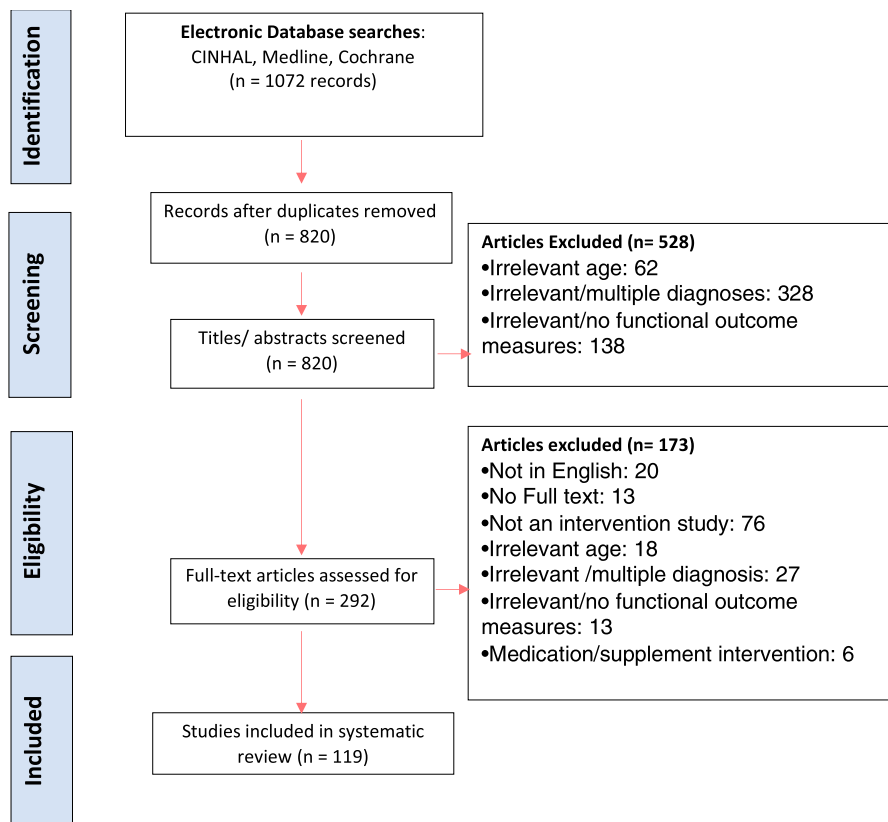 Identification
Electronic Database searches:
CINHAL, Medline, Cochrane
(n = 1072 records)
Screening
Records after duplicates removed
(n = 820)
Titles/ abstracts screened
(n = 820)
Articles Excluded (n= 528)
•Irrelevant age: 62
•Irrelevant/multiple diagnoses: 328
•Irrelevant/no functional outcome
measures: 138
Eligibility
Full-text articles assessed for
eligibility (n = 292)
Articles excluded (n= 173)
•Not in English: 20
•No Full text: 13
•Not an intervention study: 76
•Irrelevant age: 18
•Irrelevant /multiple diagnosis: 27
•Irrelevant/no functional outcome
measures: 13
•Medication/supplement intervention: 6
Included
Studies included in systematic
review (n = 119)